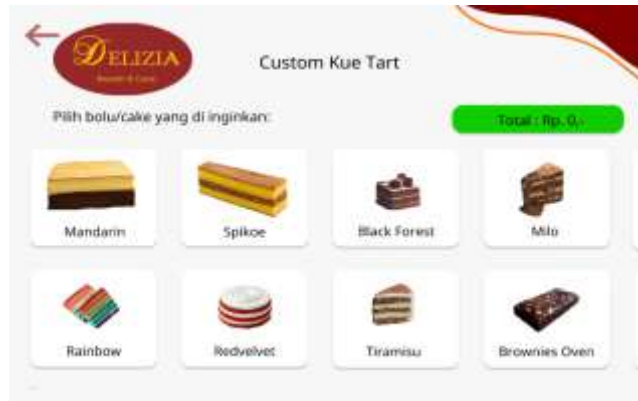 DELIZIA
Custom Kue Tart
Pilih bolu/cake yang di inginkan:
Total : Rp. 0,-
Mandarin
Spikoe
Black Forest
Milo
Rainbow
Redvelvet
Tiramisu
Brownies Oven